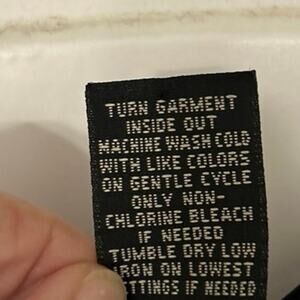 TURN GARMENT
INSIDE OUT
MACHINE WASH COLD
WITH LIKE COLORS
ON GENTLE CYCLE
ONLY NON-
CHLORINE BLEACH
IF NEEDED
TUMBLE DRY LOW
IRON ON LOWEST
TTINGS IF NEEDED